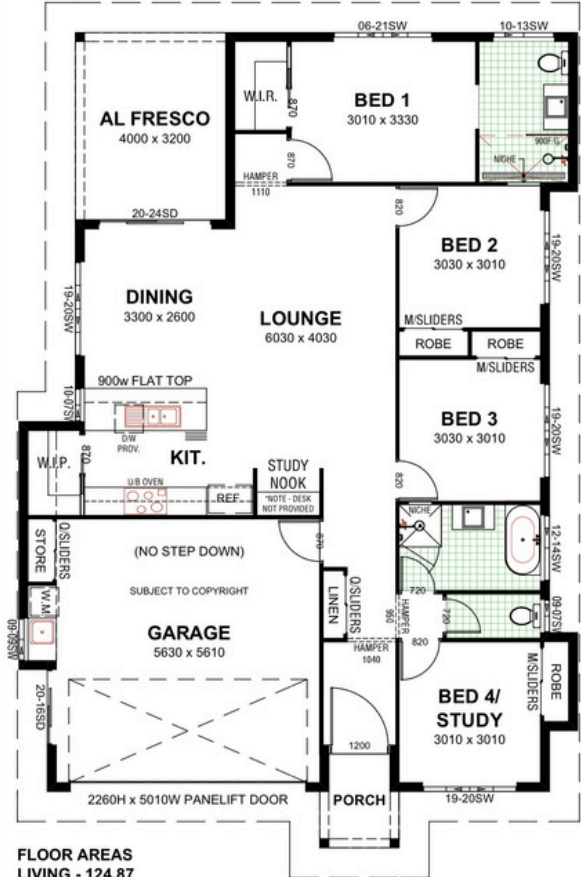 06-21SW
10-13SW
AL FRESCO
4000 x 3200
W.I.R.
870
BED 1
3010 x 3330
900F/G
NICHE
870
HAMPER
1110
820
20-24SD
BED 2
3030 x 3010
19-20SW
DINING
3300 x 2600
19-20SW
LOUNGE
6030 x 4030
M/SLIDERS
ROBE
ROBE
M/SLIDERS
900w FLAT TOP
10-07SW
D/W
PROV.
BED 3
3030 x 3010
19-20SW
W.I.P.
870
KIT.
U/B OVEN
REF.
STUDY
NOOK
*NOTE - DESK
NOT PROVIDED
820
NICHE
12-14SW
STORE
Q/SLIDERS
(NO STEP DOWN)
670
SUBJECT TO COPYRIGHT
W.M
09-09SW
GARAGE
5630 x 5610
LINEN
Q/SLIDERS
720
950
HAMPER
720
09-07SW
HAMPER
1040
820
20-16SD
BED 4/
STUDY
3010 x 3010
M/SLIDERS
ROBE
1200
2260H x 5010W PANELIFT DOOR
PORCH
19-20SW
FLOOR AREAS
LIVING - 124.87